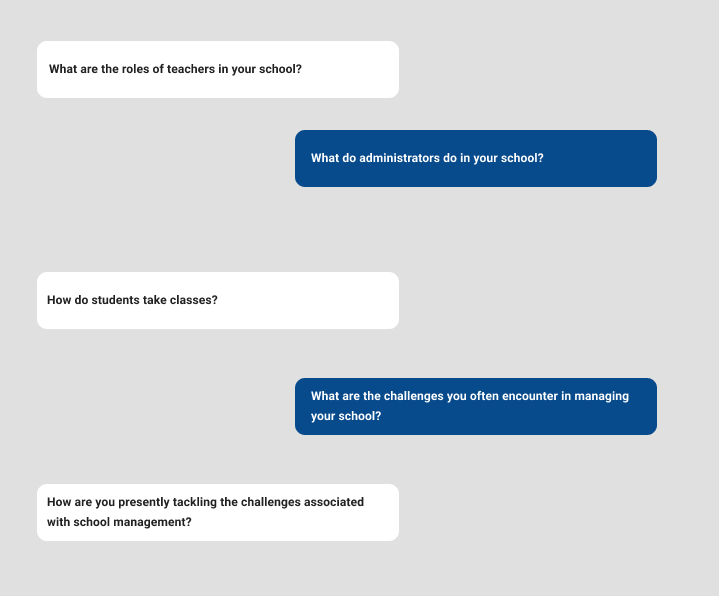 What are the roles of teachers in your school?
What do administrators do in your school?
How do students take classes?
What are the challenges you often encounter in managing
your school?
How are you presently tackling the challenges associated
with school management?